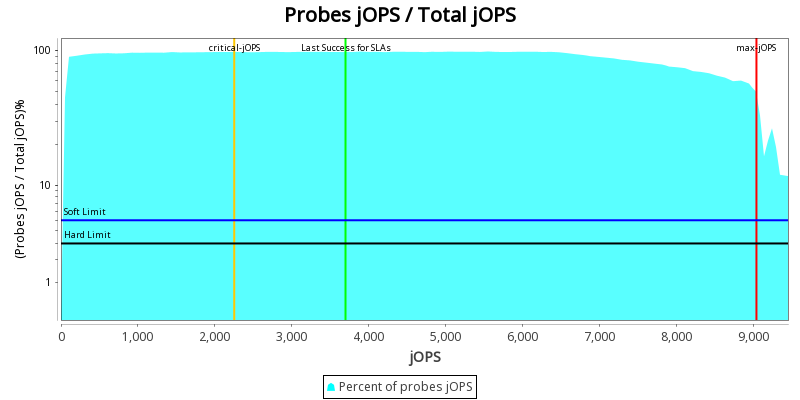 Probes jOPS / Total jOPS
(Probes jOPS / Total jOPS)%
100
10
1
critical-jOPS
Last Success for SLAs
max-jOPS
Soft Limit
Hard Limit
0 1,000 2,000 3,000 4,000 5,000 6,000 7,000 8,000 9,000
jOPS
Percent of probes jOPS